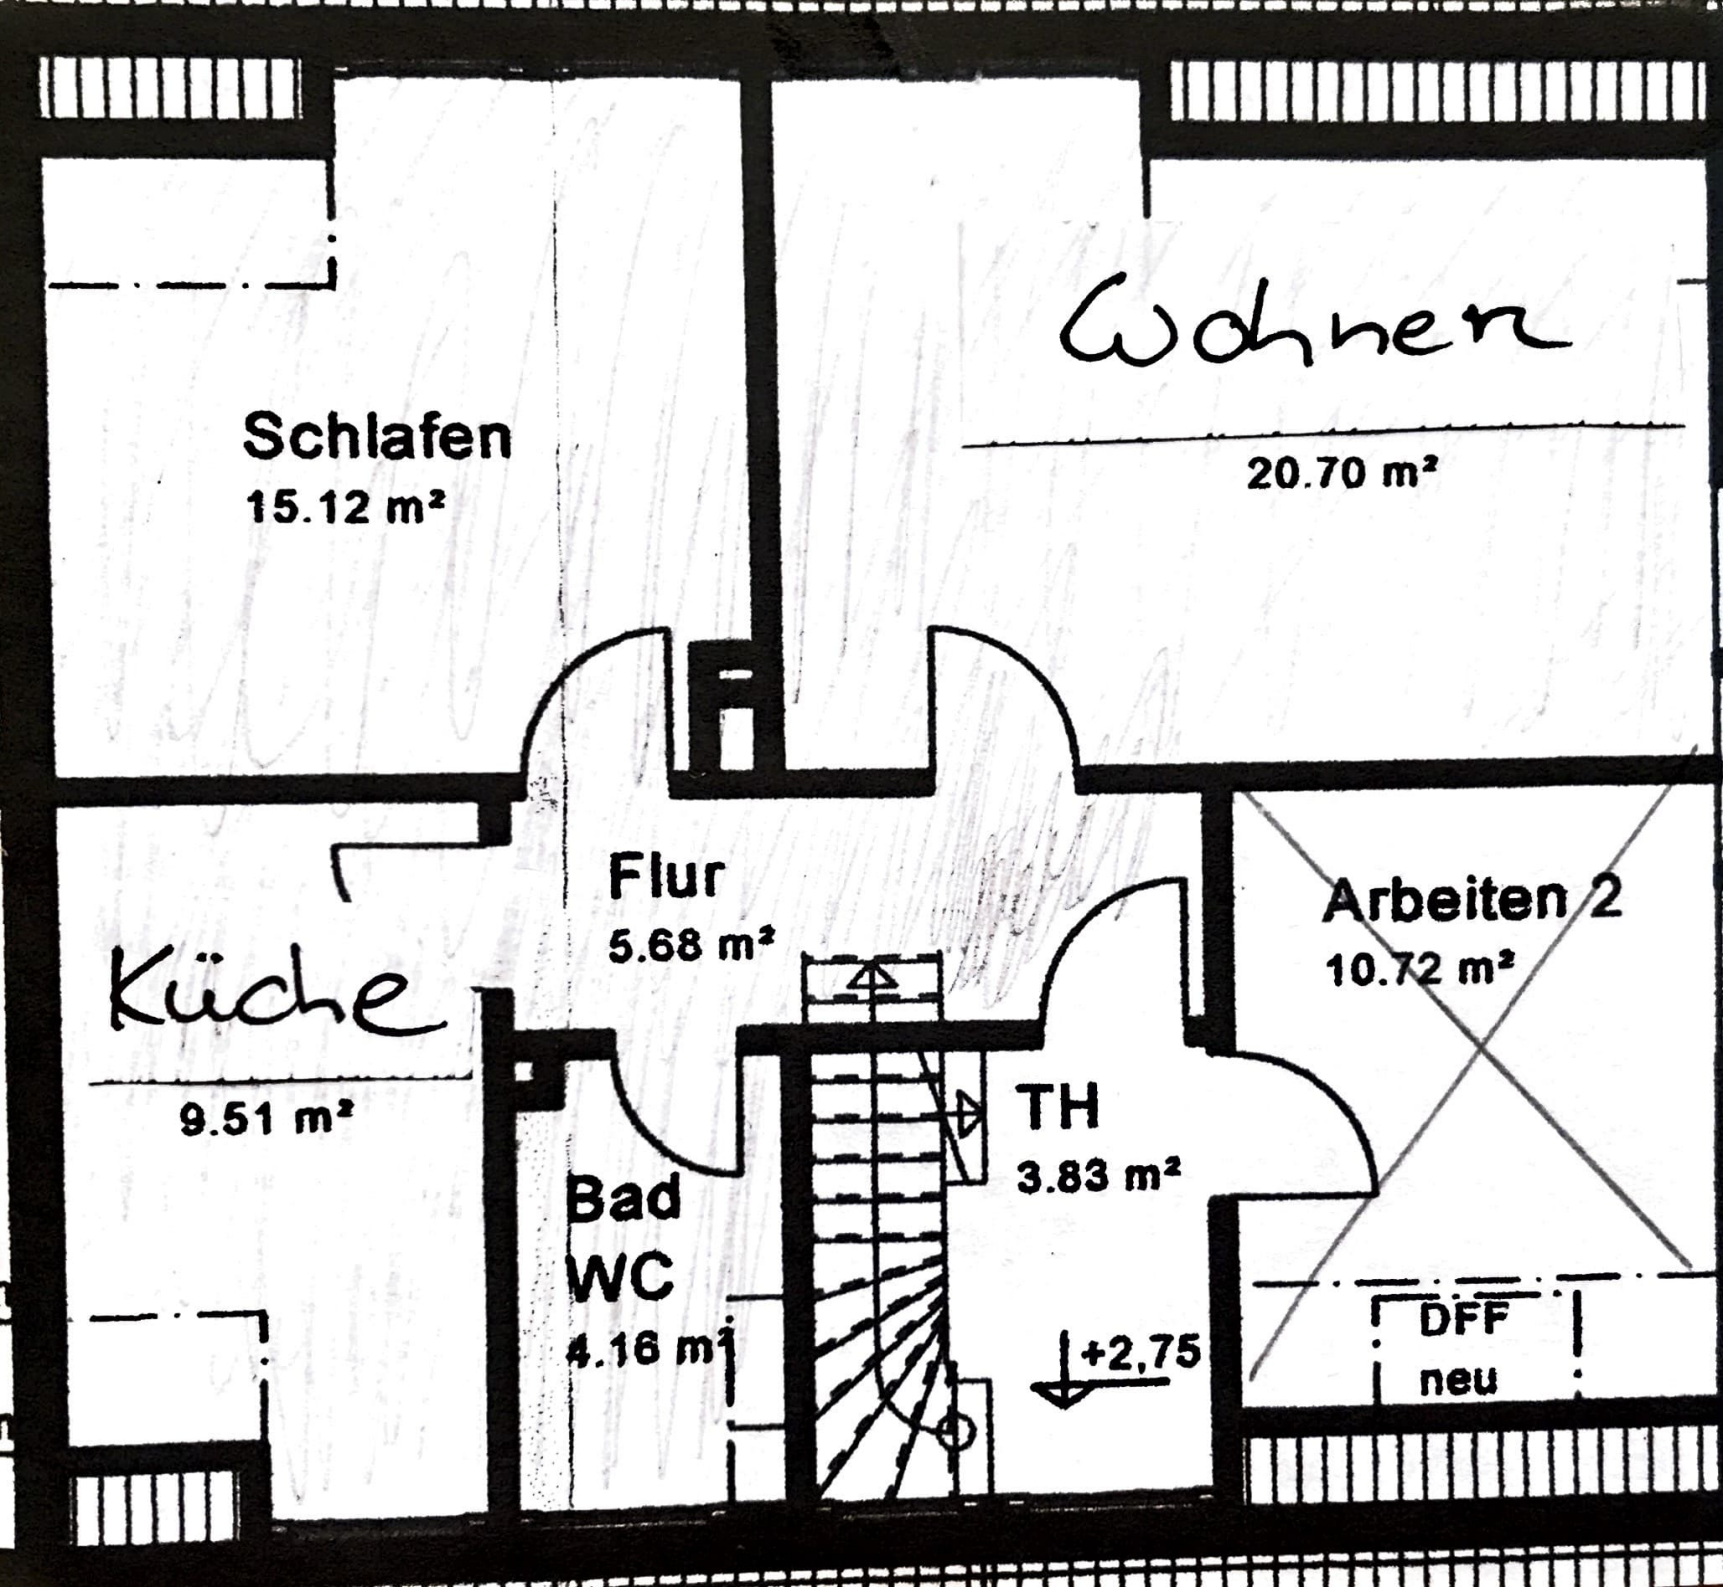 Wohnen
20.70 m²
Schlafen
15.12 m²
Flur
5.68 m²
Arbeiten 2
10.72 m²
Küche
9.51 m²
TH
3.83 m²
Bad
WC
4.16 m²
+2,75
DFF
neu